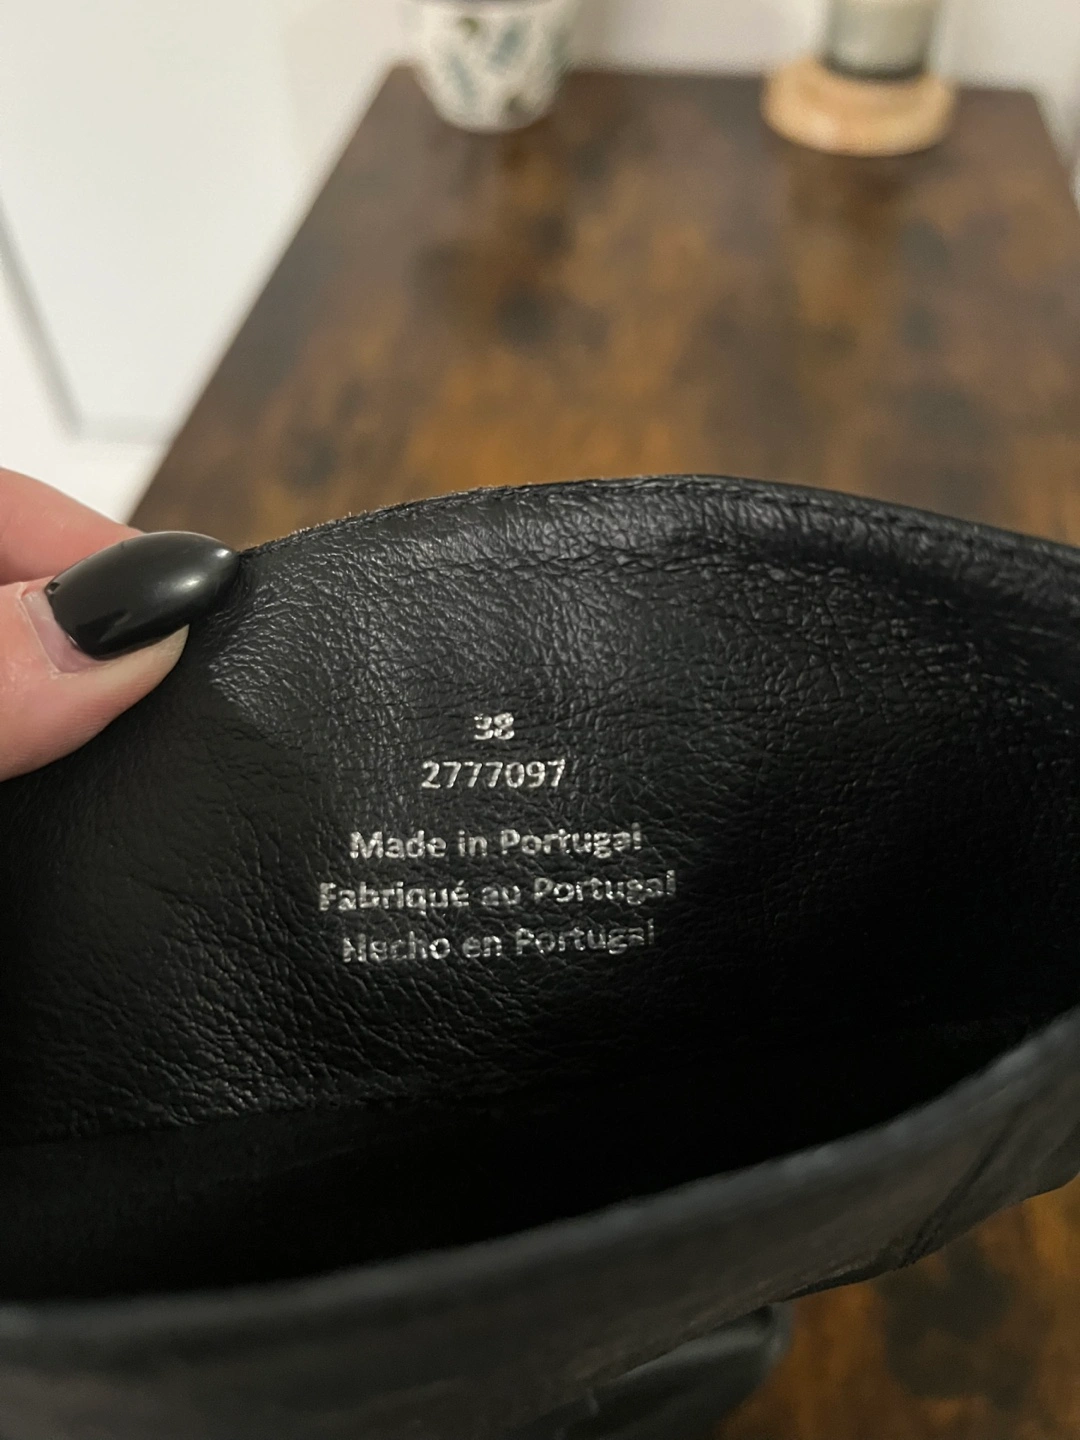 38
2777097
Made in Portugal
Fabriqué au Portugal
Hecho en Portugal